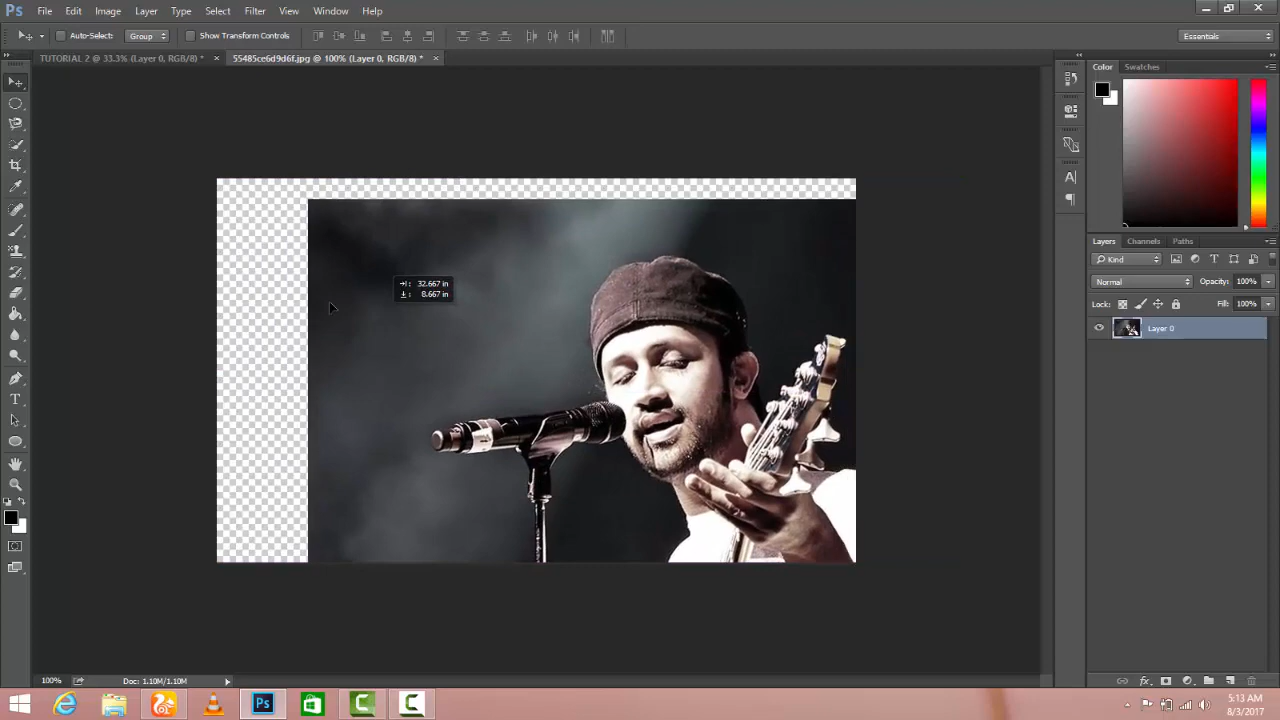 Ps File Edit Image Layer Type Select Filter View Window Help
Auto-Select: Group Show Transform Controls Essentials
TUTORIAL 2 @ 33.3% (Layer 0, RGB/8) * × 55485ce6d9d6f.jpg @ 100% (Layer 0, RGB/8) * ×
Color Swatches
Layers Channels Paths
Kind
Normal Opacity: 100%
Lock: Fill: 100%
Layer 0
32.667 in
8.667 in
100% Doc: 1.10M/1.10M
5:13 AM
8/3/2017